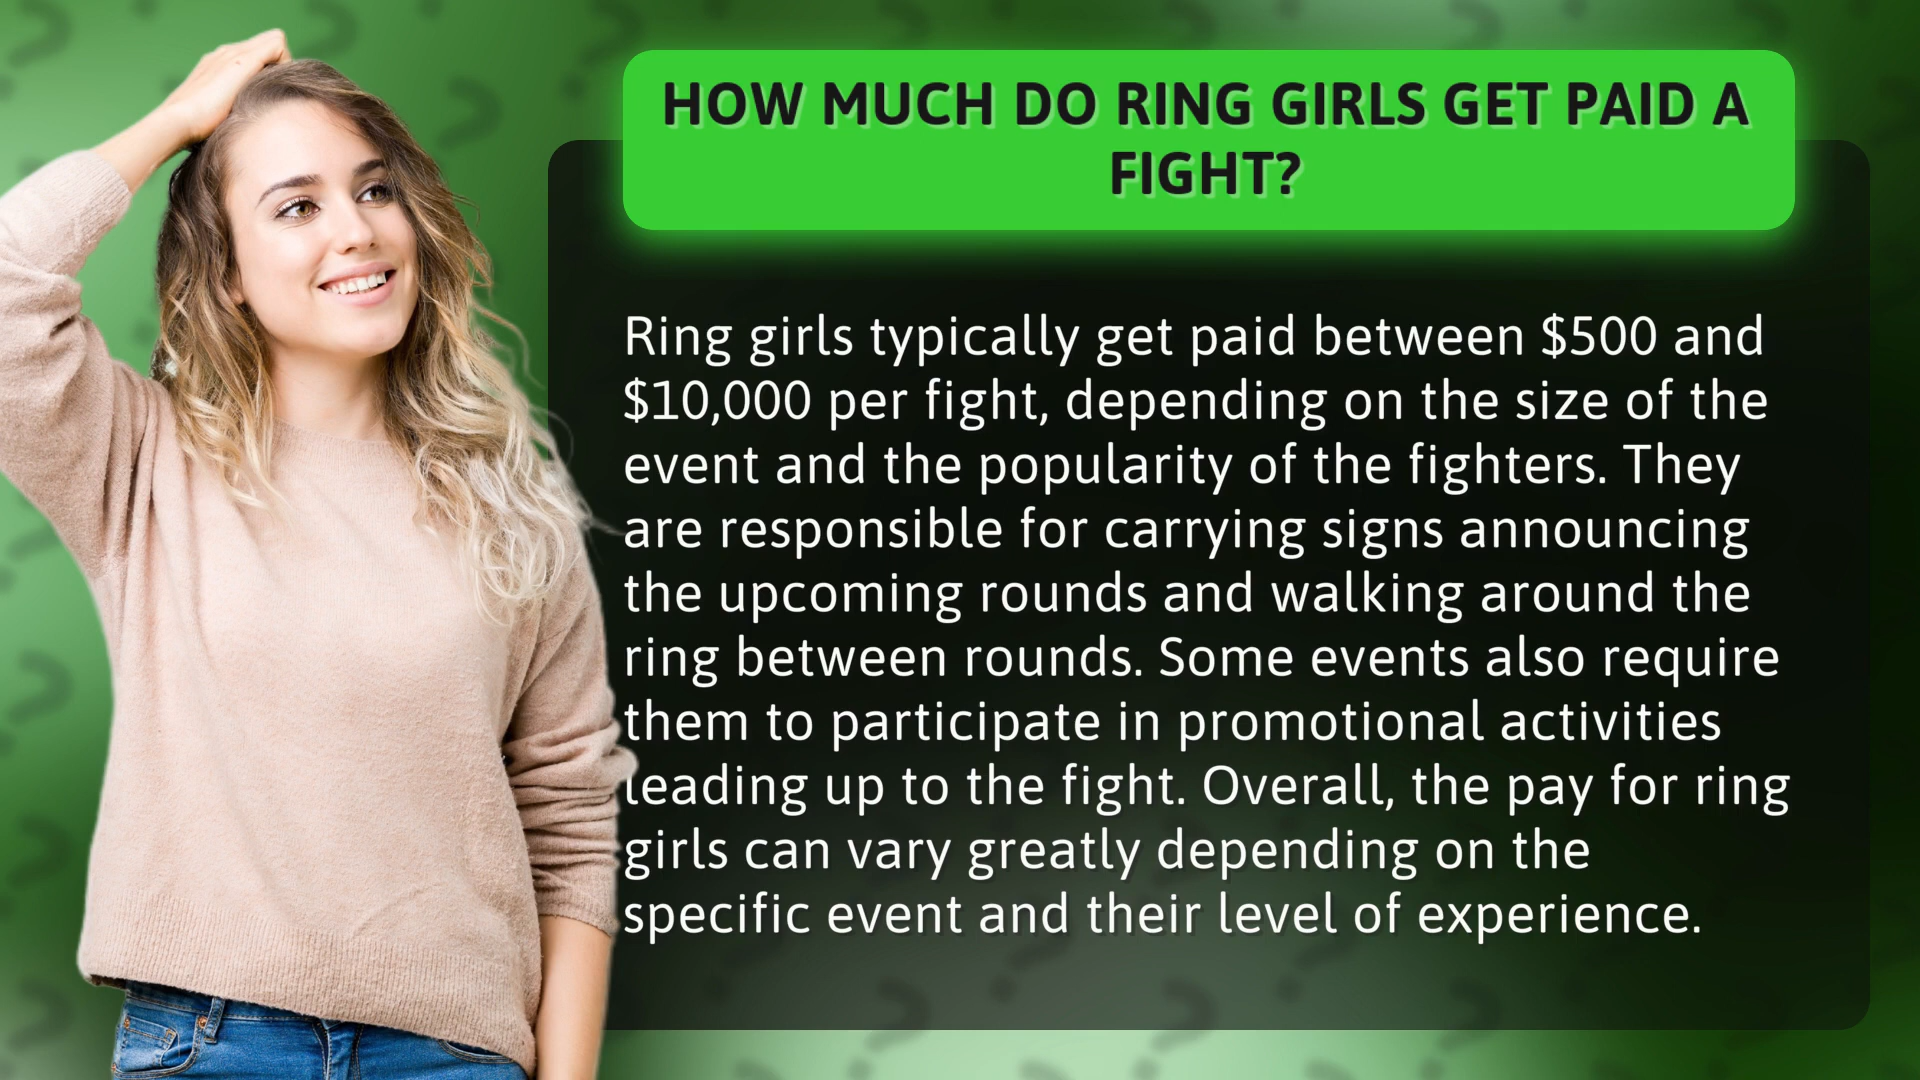 HOW MUCH DO RING GIRLS GET PAID A
FIGHT?
Ring girls typically get paid between $500 and
$10,000 per fight, depending on the size of the
event and the popularity of the fighters. They
are responsible for carrying signs announcing
the upcoming rounds and walking around the
ring between rounds. Some events also require
them to participate in promotional activities
leading up to the fight. Overall, the pay for ring
girls can vary greatly depending on the
specific event and their level of experience.